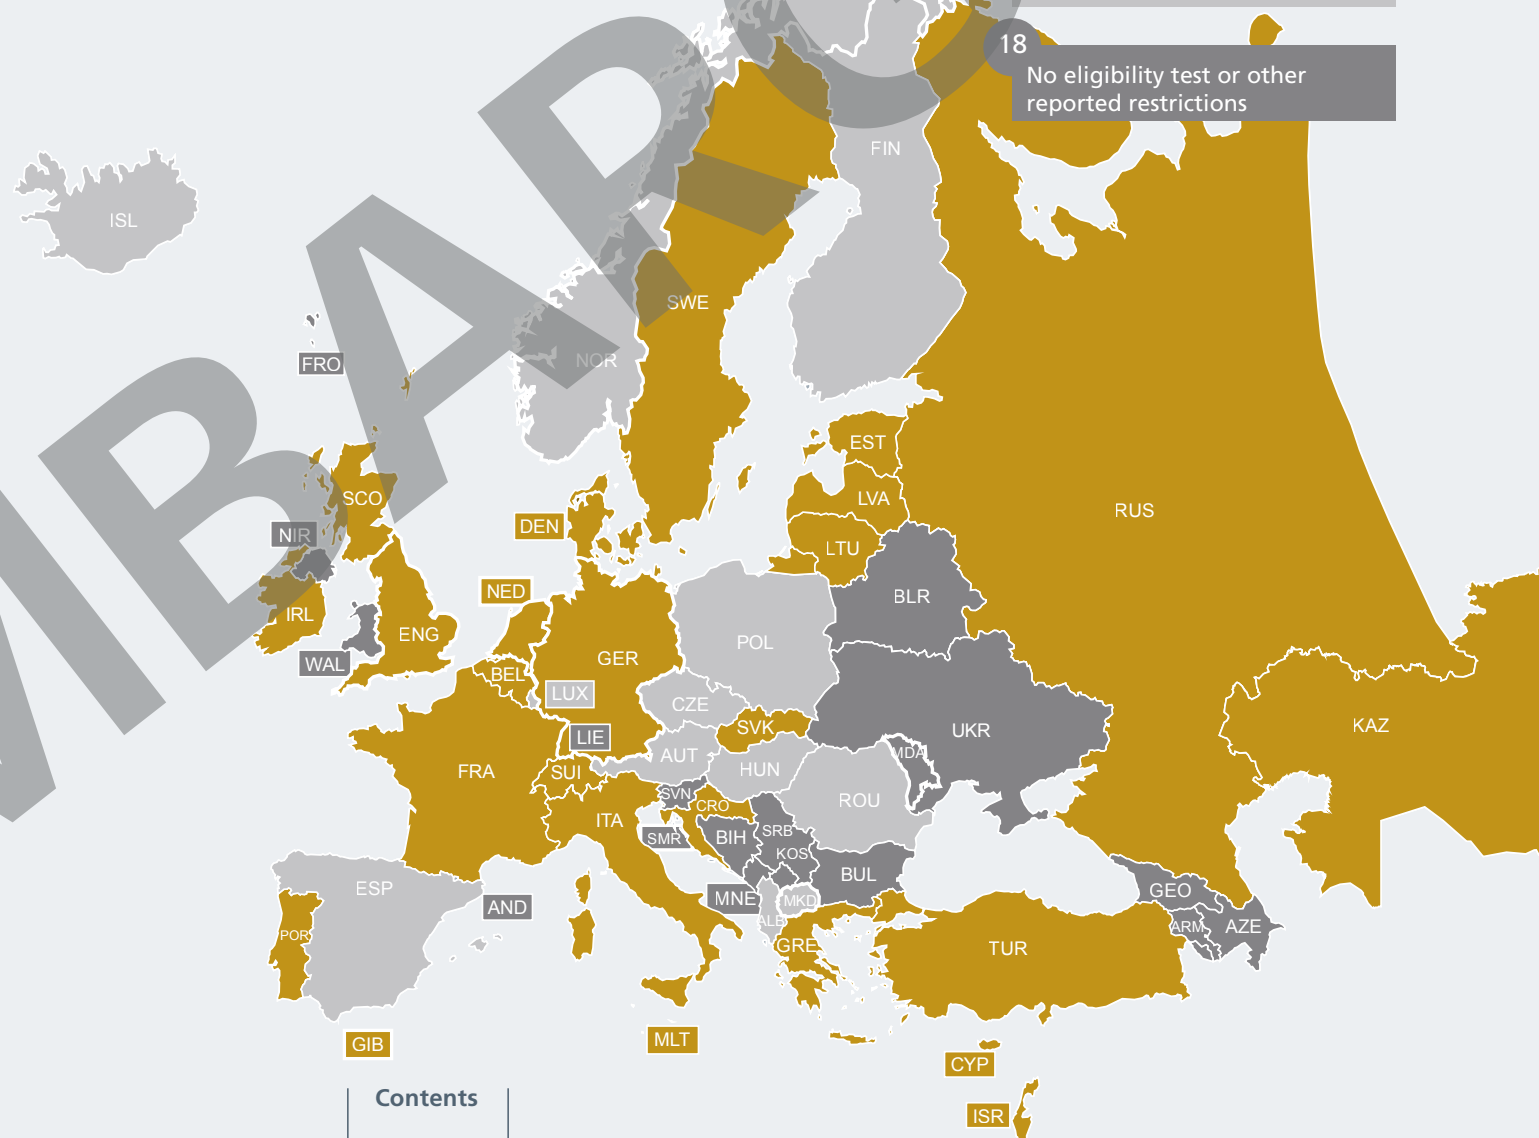 18
No eligibility test or other
reported restrictions
FIN
ISL
SWE
NOR
FRO
EST
SCO
LVA
RUS
DEN
NIR
LTU
NED
BLR
IRL
ENG
POL
GER
WAL
BEL
LUX
CZE
SVK
KAZ
UKR
LIE
AUT
MDA
FRA
SUI
HUN
SVN
CRO
ROU
ITA
SMR
BIH
SRB
KOS
BUL
ESP
GEO
MNE
MKD
AND
ALB
ARM
AZE
POR
GRE
TUR
GIB
MLT
CYP
Contents
ISR
MBAR